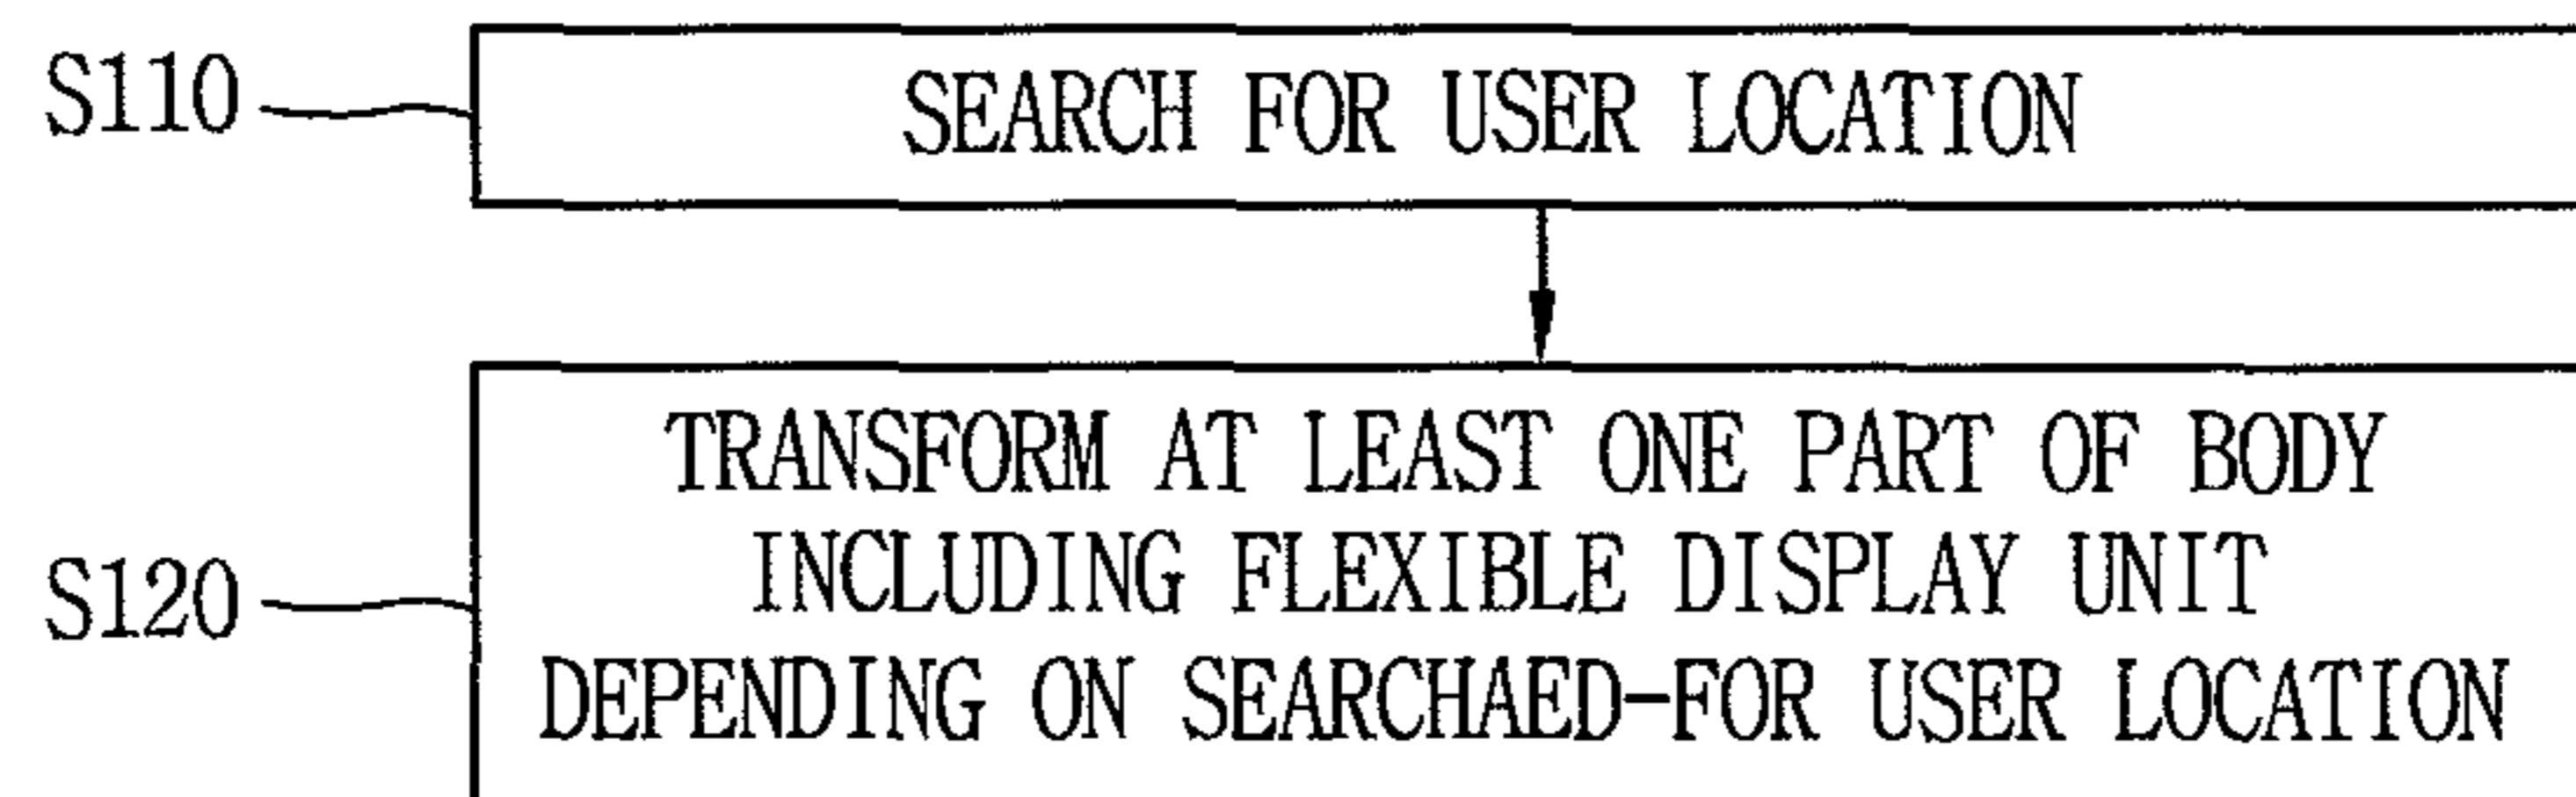 S110
SEARCH FOR USER LOCATION
S120
TRANSFORM AT LEAST ONE PART OF BODY
INCLUDING FLEXIBLE DISPLAY UNIT
DEPENDING ON SEARCHAED-FOR USER LOCATION